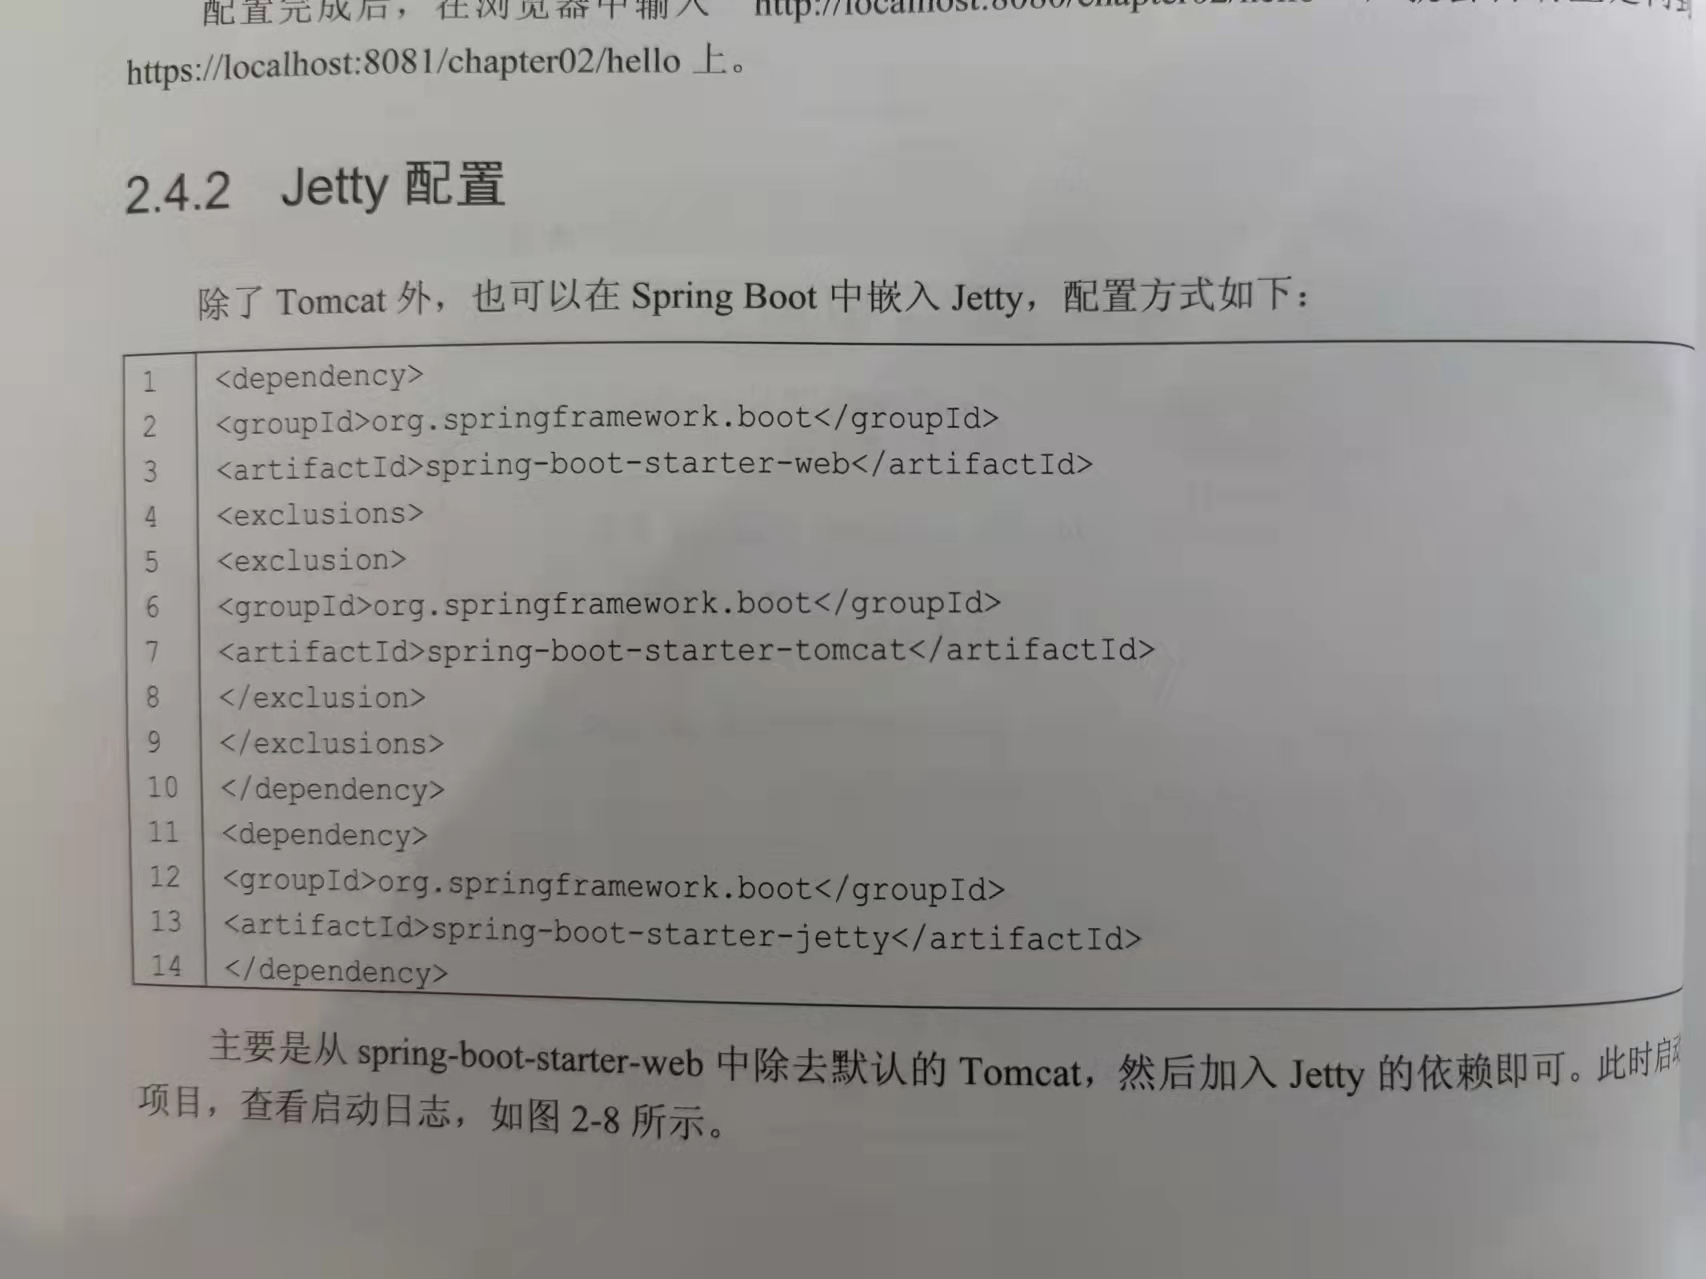 配置完成后，在浏览器中输入 http://localhost:8080/chapter02/hello
https://localhost:8081/chapter02/hello 上。
2.4.2 Jetty 配置
除了 Tomcat 外，也可以在 Spring Boot 中嵌入 Jetty，配置方式如下：
1 <dependency>
2 <groupId>org.springframework.boot</groupId>
3 <artifactId>spring-boot-starter-web</artifactId>
4 <exclusions>
5 <exclusion>
6 <groupId>org.springframework.boot</groupId>
7 <artifactId>spring-boot-starter-tomcat</artifactId>
8 </exclusion>
9 </exclusions>
10 </dependency>
11 <dependency>
12 <groupId>org.springframework.boot</groupId>
13 <artifactId>spring-boot-starter-jetty</artifactId>
14 </dependency>
主要是从 spring-boot-starter-web 中除去默认的 Tomcat，然后加入 Jetty 的依赖即可。此时启动
项目，查看启动日志，如图 2-8 所示。